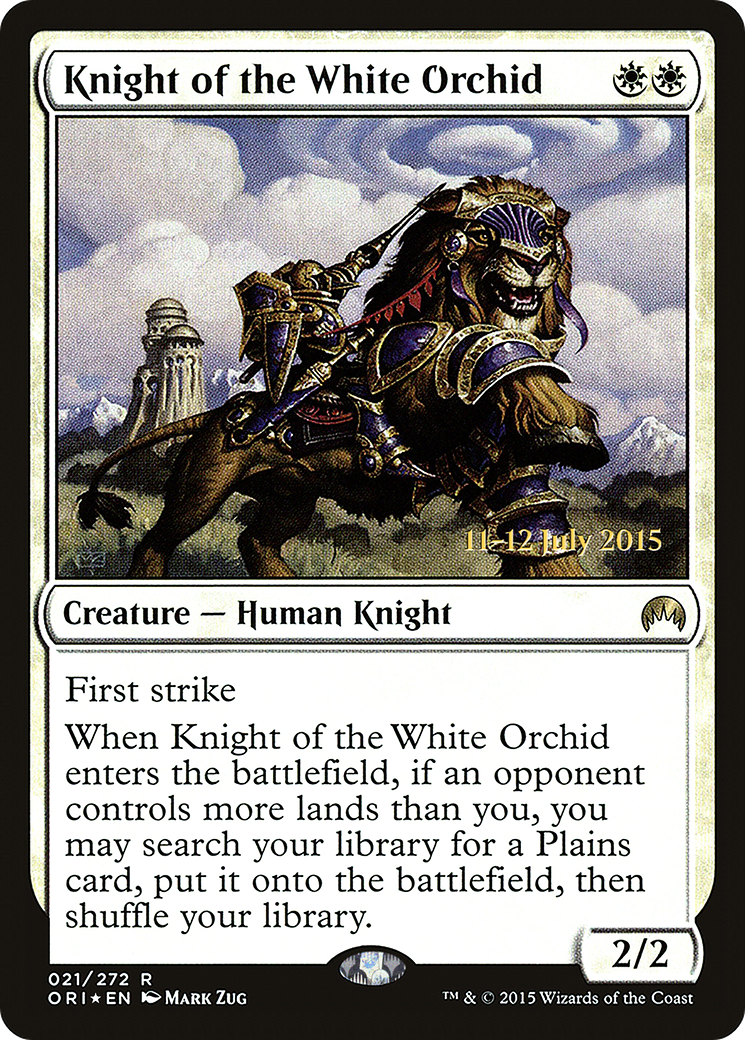 Knight of the White Orchid
11–12 July 2015
Creature — Human Knight
First strike
When Knight of the White Orchid
enters the battlefield, if an opponent
controls more lands than you, you
may search your library for a Plains
card, put it onto the battlefield, then
shuffle your library.
2/2
021/272 R
ORI★EN Mark Zug
™ & © 2015 Wizards of the Coast